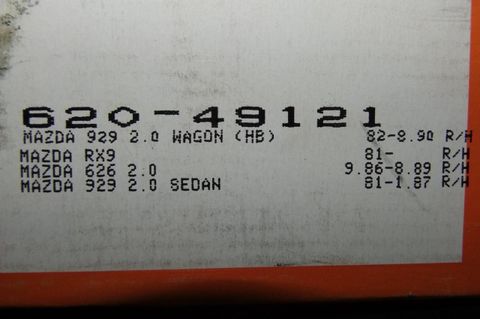 620-49121
MAZDA 929 2.0 WAGON (HB) 82-8.90 R/H
MAZDA RX9 81- R/H
MAZDA 626 2.0 9.86-8.89 R/H
MAZDA 929 2.0 SEDAN 81-1.87 R/H